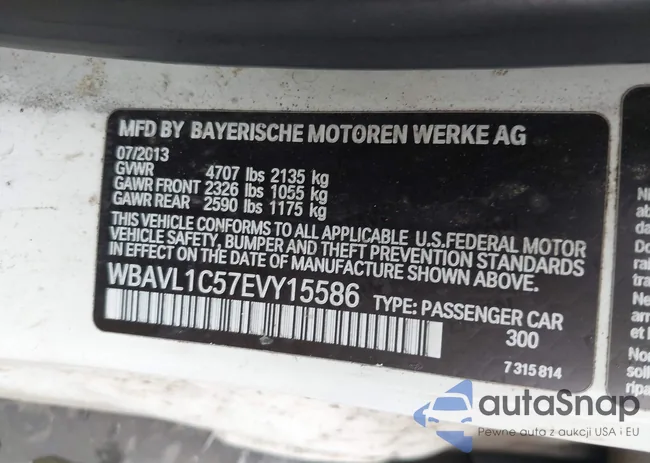 MFD BY BAYERISCHE MOTOREN WERKE AG
07/2013
GVWR 4707 lbs 2135 kg
GAWR FRONT 2326 lbs 1055 kg
GAWR REAR 2590 lbs 1175 kg
THIS VEHICLE CONFORMS TO ALL APPLICABLE U.S.FEDERAL MOTOR
VEHICLE SAFETY, BUMPER AND THEFT PREVENTION STANDARDS
IN EFFECT ON THE DATE OF MANUFACTURE SHOWN ABOVE.
WBAVL1C57EVY15586 TYPE: PASSENGER CAR
300
7 315 814
autoSnap
Pewne auto z aukcji USA i EU